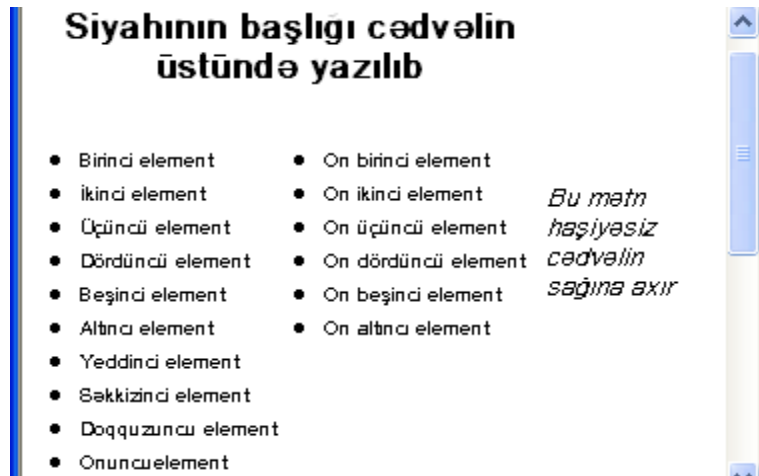 Siyahının başlığı cədvəlin
üstündə yazılıb
Birinci element
İkinci element
Üçüncü element
Dördüncü element
Beşinci element
Altıncı element
Yeddinci element
Səkkizinci element
Doqquzuncu element
Onuncuelement
On birinci element
On ikinci element
On üçüncü element
On dördüncü element
On beşinci element
On altıncı element
Bu mətn
haşiyəsiz
cədvəlin
sağına axır